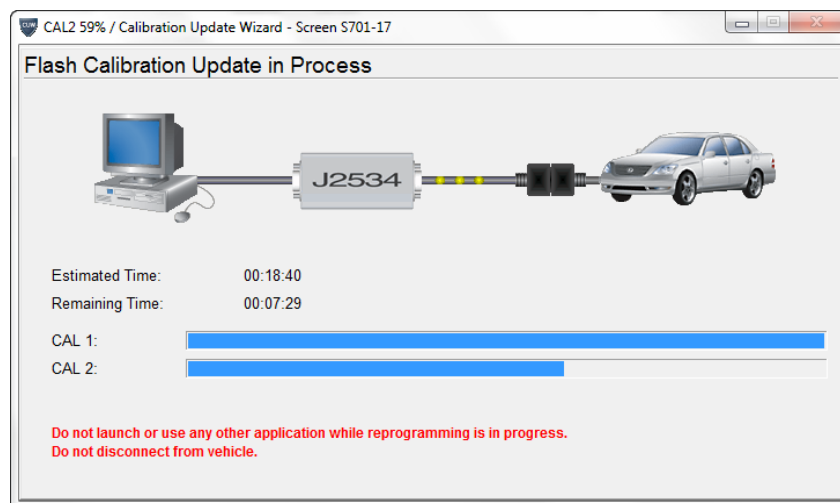 CUW CAL2 59% / Calibration Update Wizard - Screen S701-17
Flash Calibration Update in Process
J2534
Estimated Time: 00:18:40
Remaining Time: 00:07:29
CAL 1:
CAL 2:
Do not launch or use any other application while reprogramming is in progress.
Do not disconnect from vehicle.